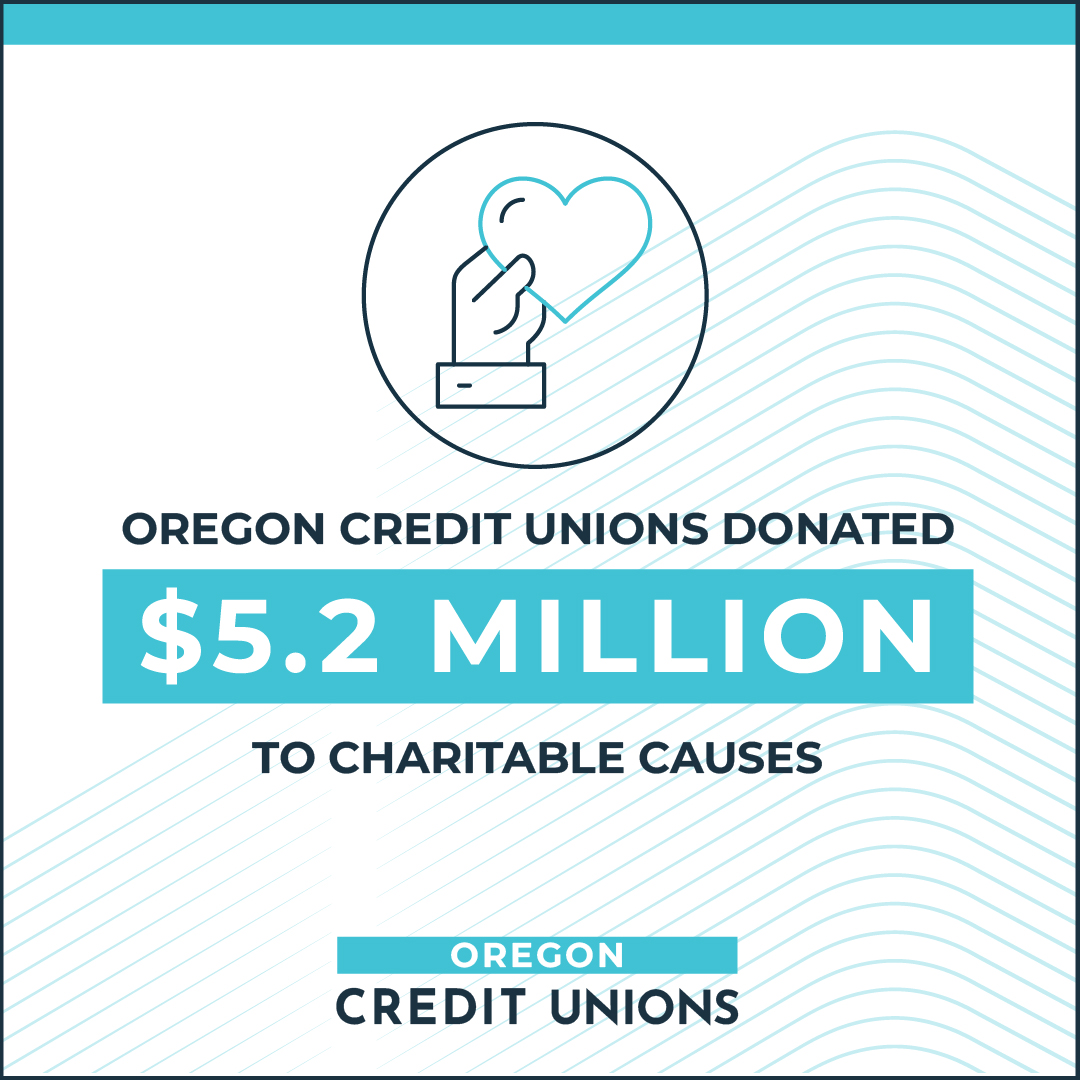 OREGON CREDIT UNIONS DONATED
$5.2 MILLION
TO CHARITABLE CAUSES
OREGON
CREDIT UNIONS